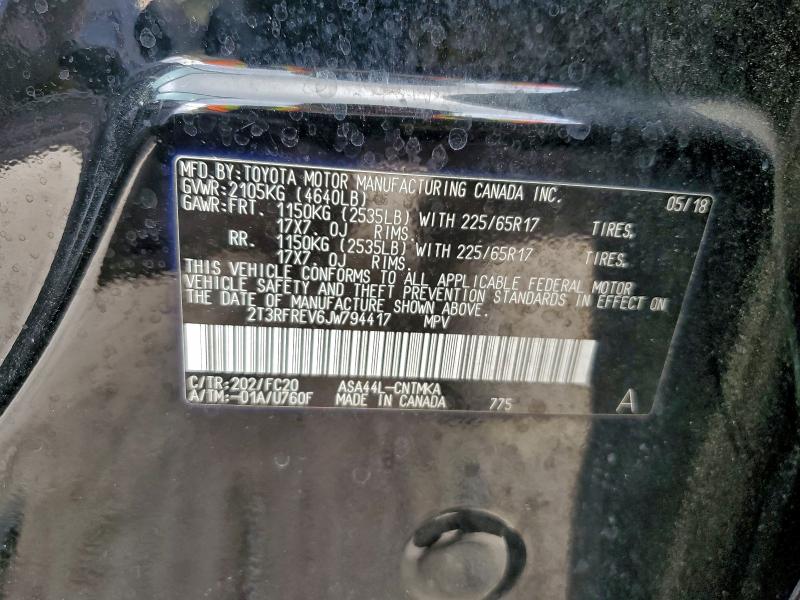 MFD.BY:TOYOTA MOTOR MANUFACTURING CANADA INC. 05/18
GVWR:2105KG (4640LB)
GAWR:FRT. 1150KG (2535LB) WITH 225/65R17 TIRES,
17X7.0J RIMS,
RR. 1150KG (2535LB) WITH 225/65R17 TIRES,
17X7.0J RIMS,
THIS VEHICLE CONFORMS TO ALL APPLICABLE FEDERAL MOTOR
VEHICLE SAFETY AND THEFT PREVENTION STANDARDS IN EFFECT ON
THE DATE OF MANUFACTURE SHOWN ABOVE.
2T3RFREV6JW794417 MPV
C/TR:202/FC20 ASA44L-CNTMKA
A/TM:-01A/U760F MADE IN CANADA 775 A